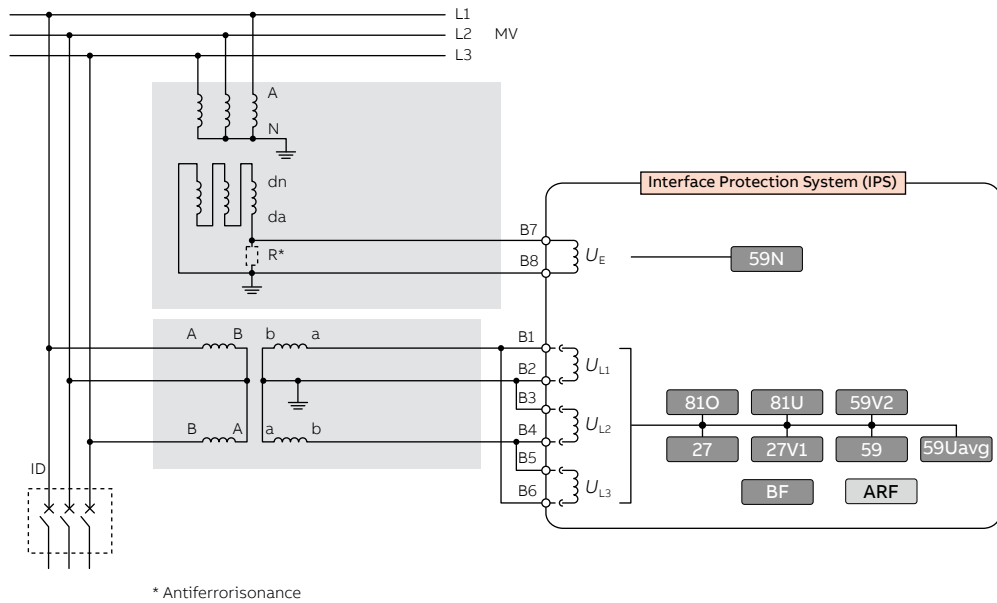 L1
L2 MV
L3
A
N
dn
da
R*
Interface Protection System (IPS)
B7
B8
UE
59N
A B b a
B A a b
B1
B2
B3
B4
B5
B6
UL1
UL2
UL3
81O 81U 59V2
27 27V1 59 59Uavg
BF ARF
ID
* Antiferrorisonance